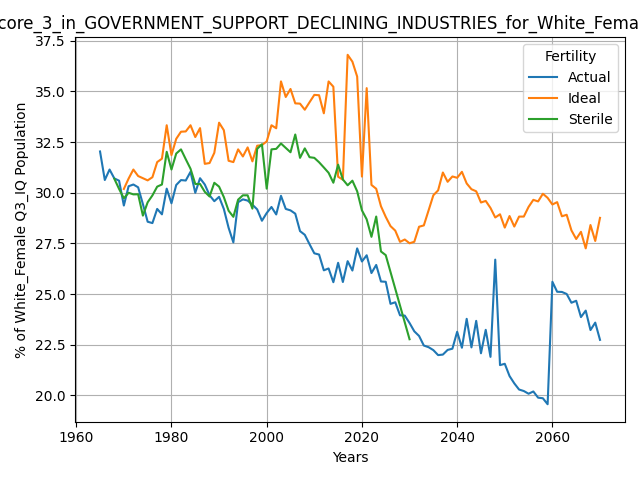 core_3_in_GOVERNMENT_SUPPORT_DECLINING_INDUSTRIES_for_White_Fema
37.5
35.0
32.5
30.0
27.5
25.0
22.5
20.0
% of White_Female Q3_IQ Population
Fertility
Actual
Ideal
Sterile
1960
1980
2000
2020
2040
2060
Years